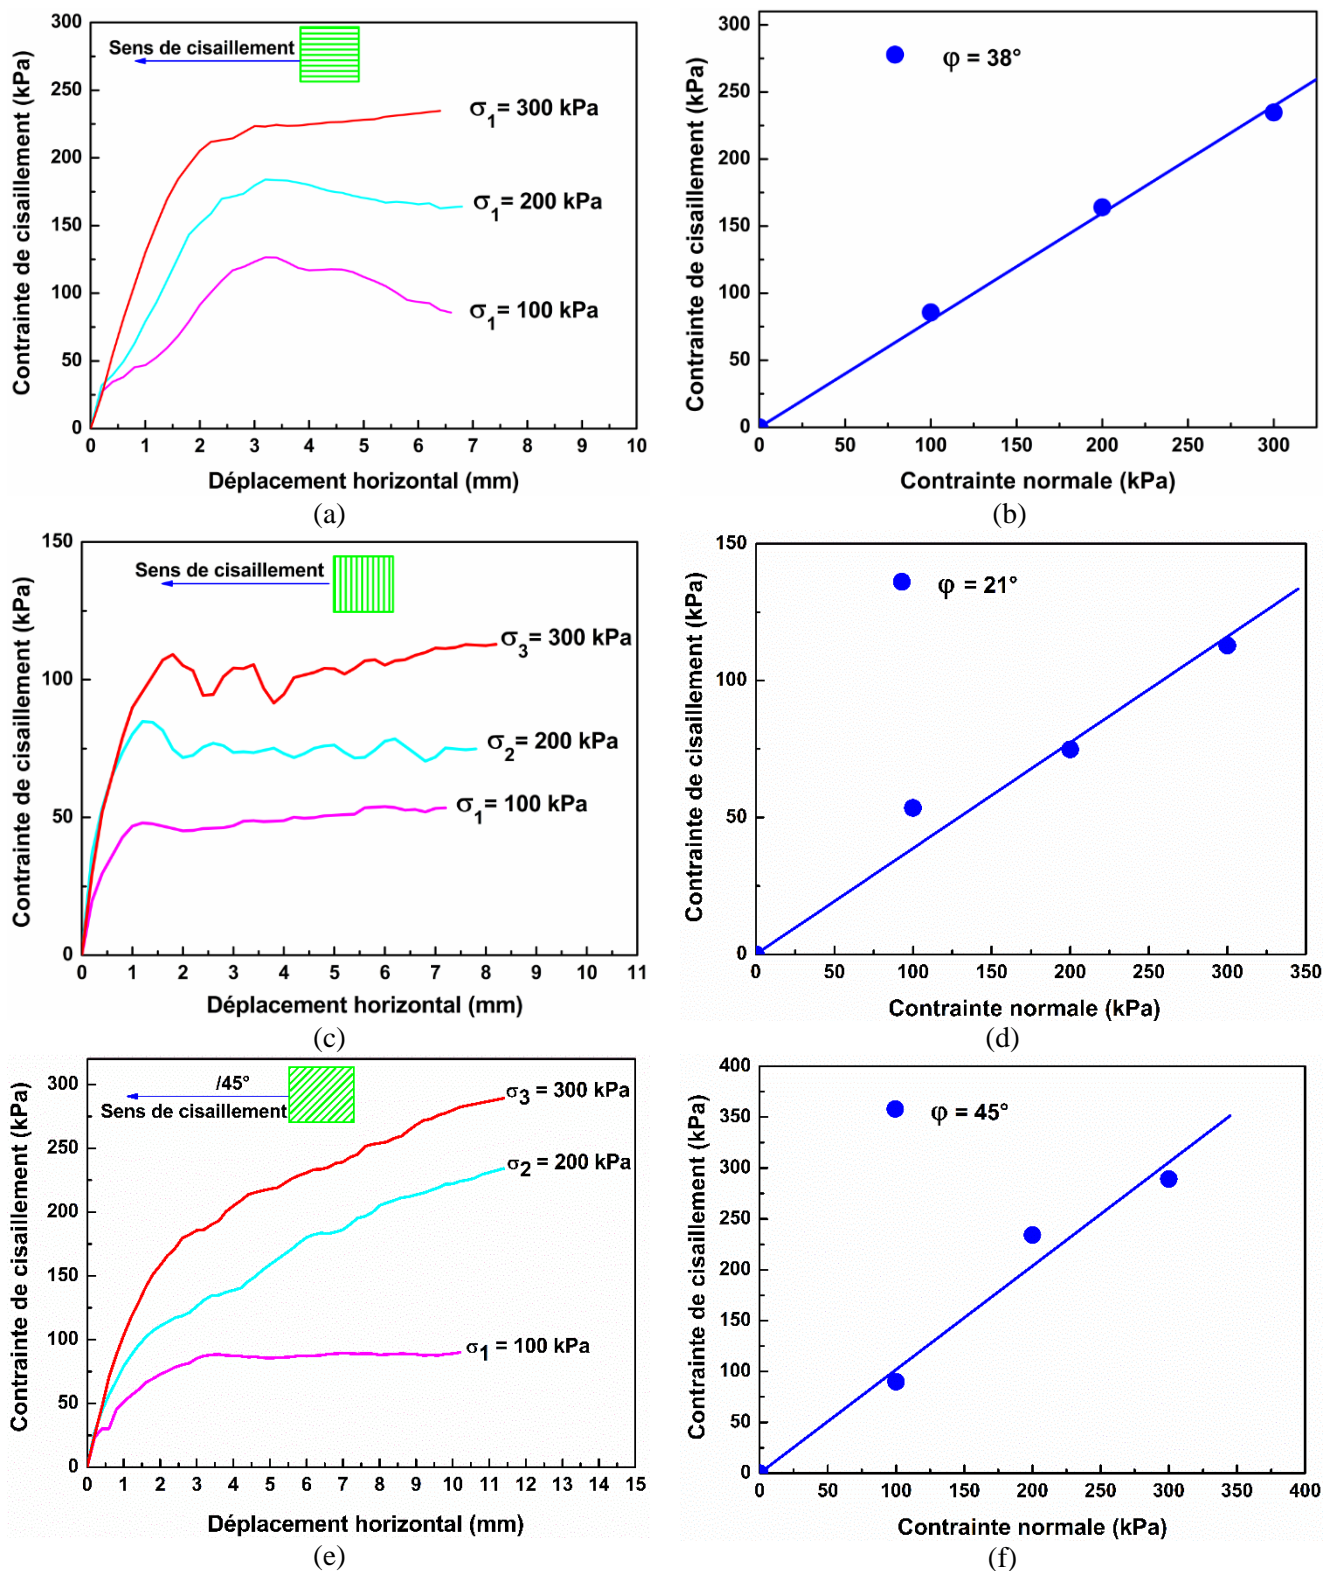 Contrainte de cisaillement (kPa)
300
250
200
150
100
50
0
Sens de cisaillement
σ1= 300 kPa
σ1= 200 kPa
σ1= 100 kPa
0 1 2 3 4 5 6 7 8 9 10
Déplacement horizontal (mm)
(a)
Contrainte de cisaillement (kPa)
300
250
200
150
100
50
0
φ = 38°
0 50 100 150 200 250 300
Contrainte normale (kPa)
(b)
Contrainte de cisaillement (kPa)
150
100
50
0
Sens de cisaillement
σ3= 300 kPa
σ2= 200 kPa
σ1= 100 kPa
0 1 2 3 4 5 6 7 8 9 10 11
Déplacement horizontal (mm)
(c)
Contrainte de cisaillement (kPa)
150
100
50
0
φ = 21°
0 50 100 150 200 250 300 350
Contrainte normale (kPa)
(d)
Contrainte de cisaillement (kPa)
300
250
200
150
100
50
0
/45°
Sens de cisaillement
σ3 = 300 kPa
σ2 = 200 kPa
σ1 = 100 kPa
0 1 2 3 4 5 6 7 8 9 10 11 12 13 14 15
Déplacement horizontal (mm)
(e)
Contrainte de cisaillement (kPa)
400
350
300
250
200
150
100
50
0
φ = 45°
0 50 100 150 200 250 300 350 400
Contrainte normale (kPa)
(f)